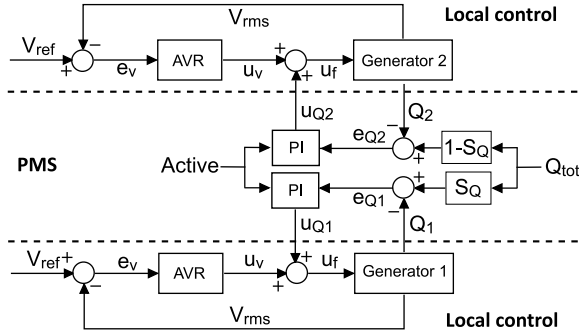 V_rms
Local control
V_ref
−
+
e_v
AVR
u_v
+
+
u_f
Generator 2
u_Q2
−
Q_2
PMS
Active
PI
e_Q2
+
1-S_Q
Q_tot
PI
e_Q1
+
S_Q
−
u_Q1
Q_1
V_ref
+
e_v
AVR
u_v
+
+
u_f
Generator 1
−
V_rms
Local control